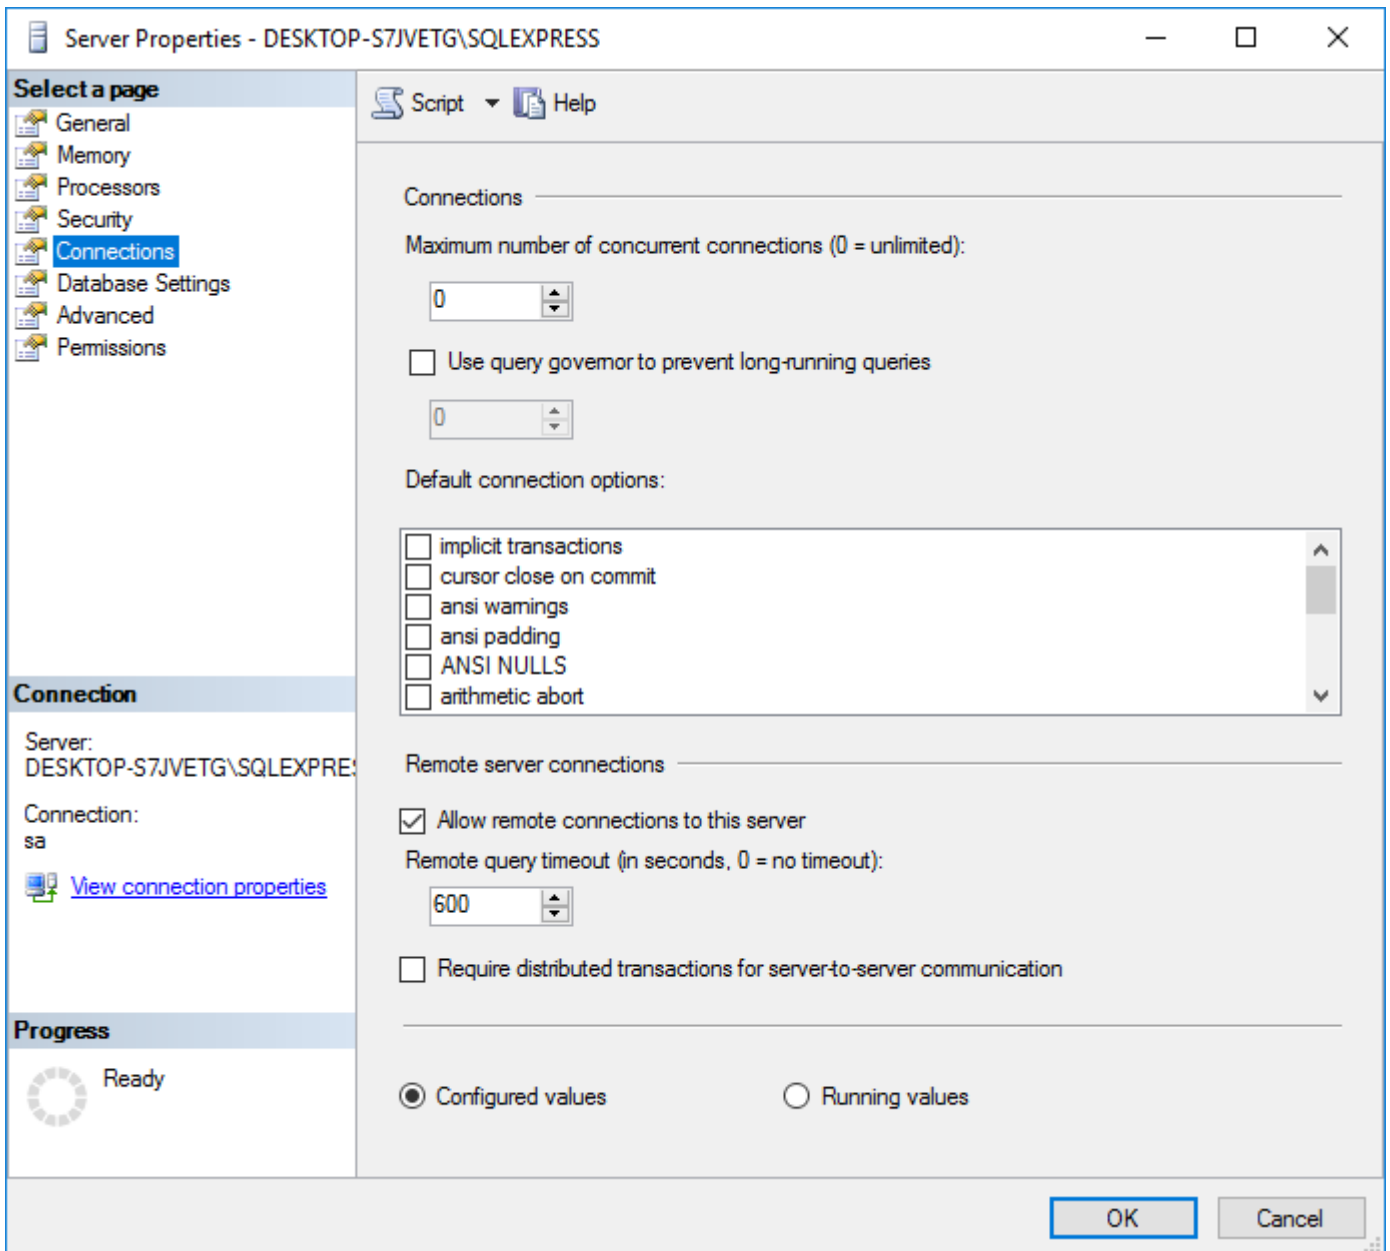 Server Properties - DESKTOP-S7JVETG\SQLEXPRESS
Select a page
General
Memory
Processors
Security
Connections
Database Settings
Advanced
Permissions
Connection
Server:
DESKTOP-S7JVETG\SQLEXPRES
Connection:
sa
View connection properties
Progress
Ready
Script
Help
Connections
Maximum number of concurrent connections (0 = unlimited):
0
Use query governor to prevent long-running queries
0
Default connection options:
implicit transactions
cursor close on commit
ansi warnings
ansi padding
ANSI NULLS
arithmetic abort
Remote server connections
Allow remote connections to this server
Remote query timeout (in seconds, 0 = no timeout):
600
Require distributed transactions for server-to-server communication
Configured values
Running values
OK
Cancel